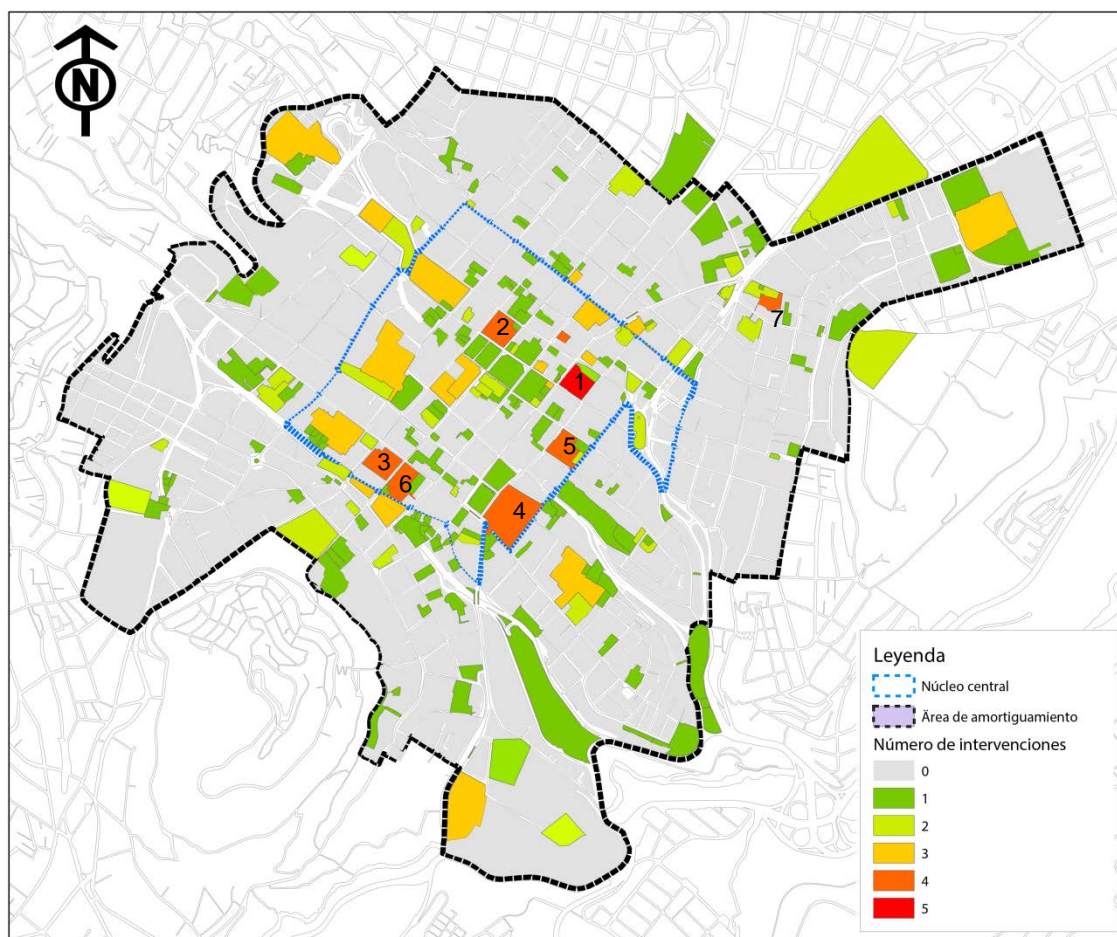 N
2
7
1
5
3
6
4
Leyenda
Núcleo central
Ärea de amortiguamiento
Número de intervenciones
0
1
2
3
4
5